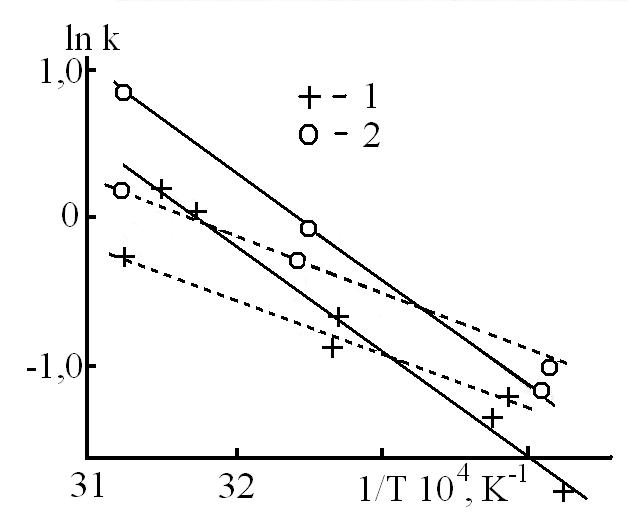 ln k
1,0
+ - 1
o - 2
0
-1,0
31 32 1/T 10⁴, K⁻¹